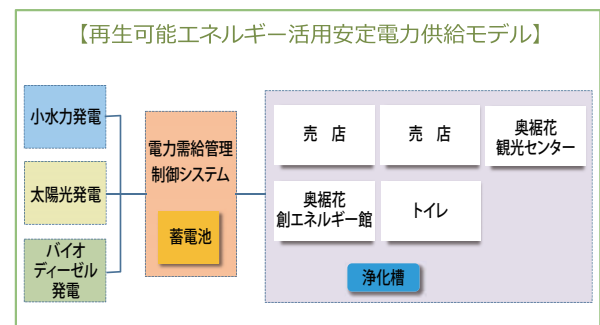 【再生可能エネルギー活用安定電力供給モデル】
小水力発電
太陽光発電
バイオ
ディーゼル
発電
電力需給管理
制御システム
蓄電池
売　店
売　店
奥裾花
観光センター
奥裾花
創エネルギー館
トイレ
浄化槽